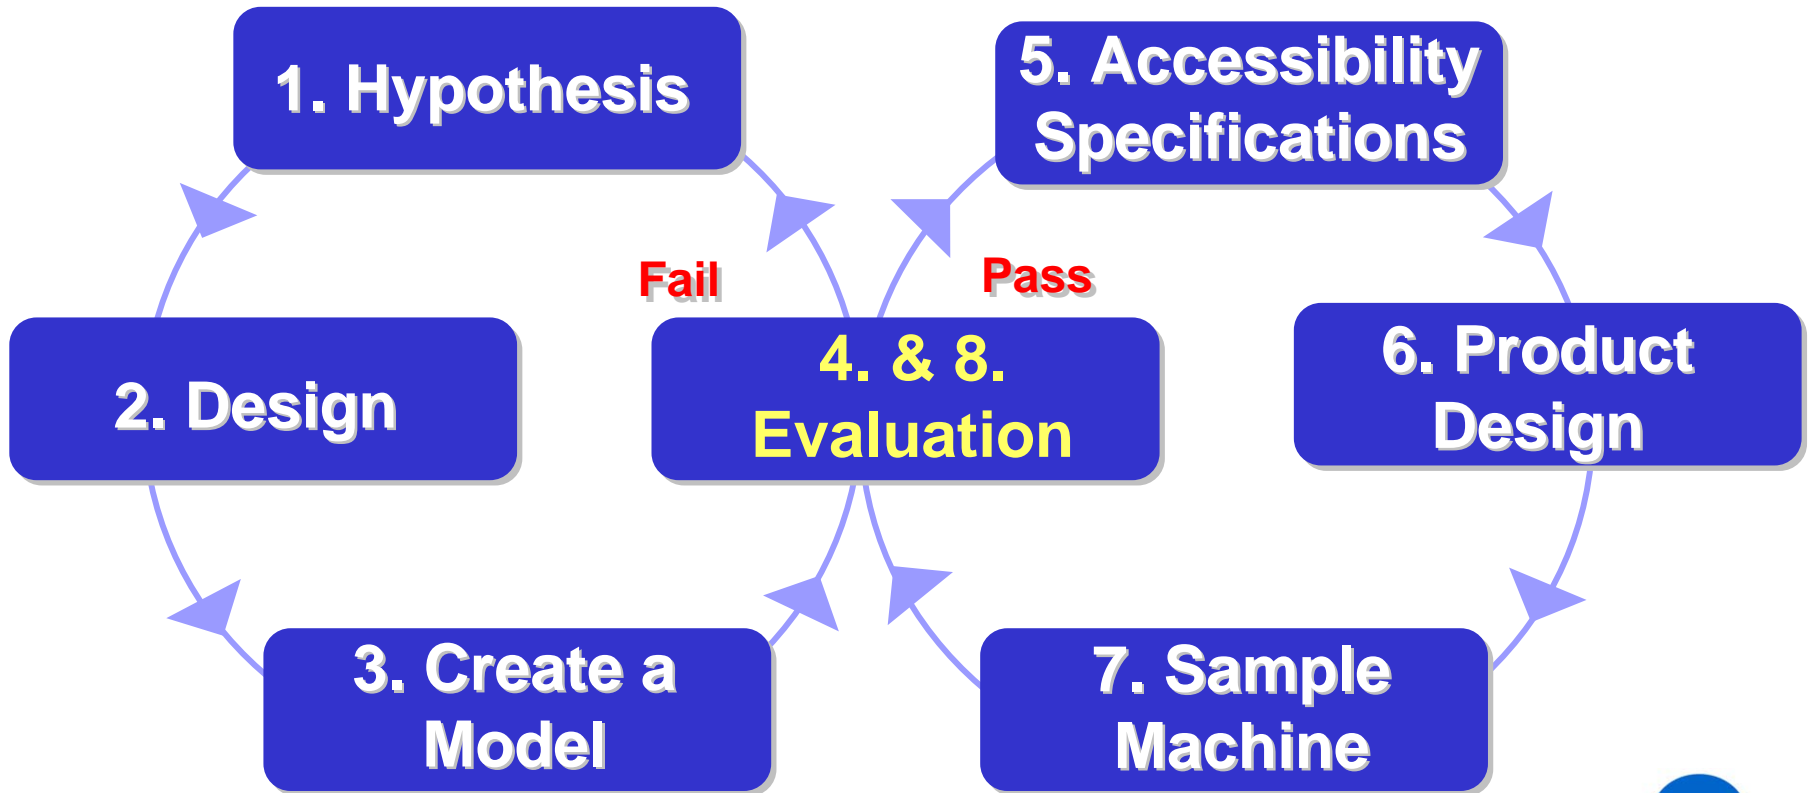 1. Hypothesis
2. Design
3. Create a
Model
Fail
Pass
4. & 8.
Evaluation
5. Accessibility
Specifications
6. Product
Design
7. Sample
Machine